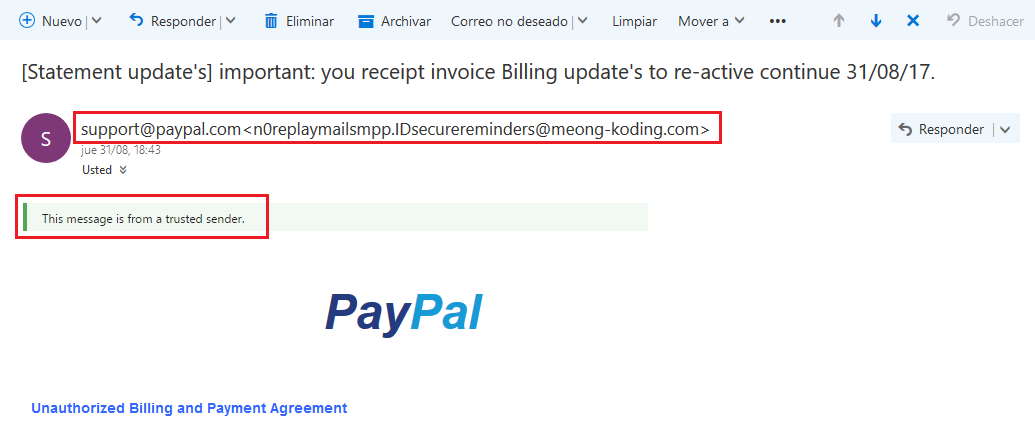 Nuevo | Responder | Eliminar Archivar Correo no deseado | Limpiar Mover a ••• Deshacer
[Statement update's] important: you receipt invoice Billing update's to re-active continue 31/08/17.
S
support@paypal.com<n0replaymailsmpp.IDsecurereminders@meong-koding.com>
Responder |
jue 31/08, 18:43
Usted
This message is from a trusted sender.
PayPal
Unauthorized Billing and Payment Agreement